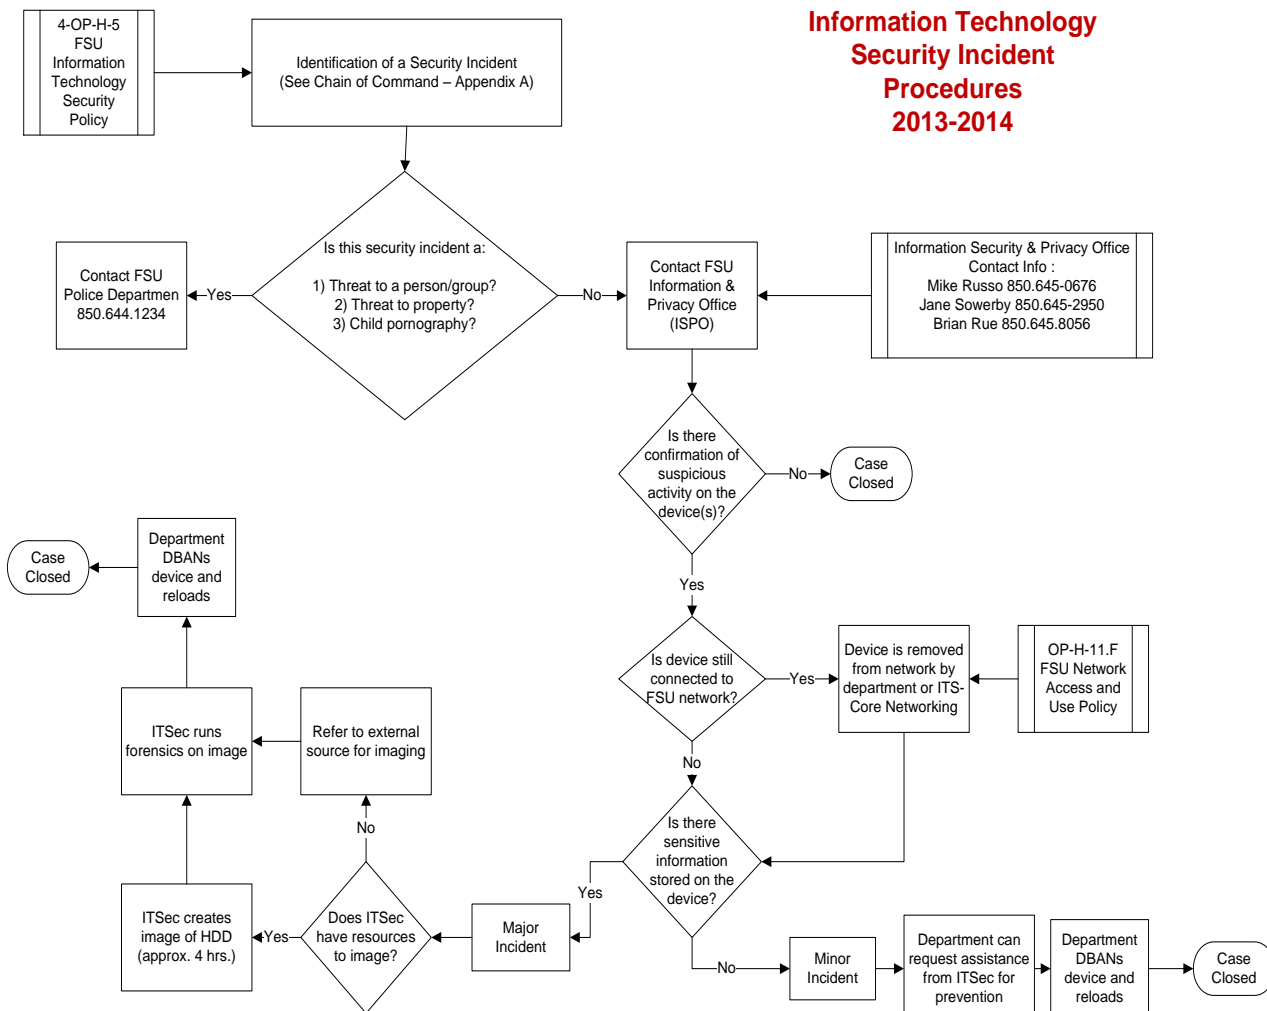 Information Technology
Security Incident
Procedures
2013-2014
4-OP-H-5
FSU
Information
Technology
Security
Policy
Identification of a Security Incident
(See Chain of Command – Appendix A)
Is this security incident a:
1) Threat to a person/group?
2) Threat to property?
3) Child pornography?
Yes
Contact FSU
Police Departmen
850.644.1234
No
Contact FSU
Information &
Privacy Office
(ISPO)
Information Security & Privacy Office
Contact Info :
Mike Russo 850.645-0676
Jane Sowerby 850.645-2950
Brian Rue 850.645.8056
Is there
confirmation of
suspicious
activity on the
device(s)?
No
Case
Closed
Yes
Is device still
connected to
FSU network?
Yes
Device is removed
from network by
department or ITS-
Core Networking
OP-H-11.F
FSU Network
Access and
Use Policy
No
Is there
sensitive
information
stored on the
device?
Yes
Major
Incident
Does ITSec
have resources
to image?
No
Refer to external
source for imaging
Yes
ITSec creates
image of HDD
(approx. 4 hrs.)
ITSec runs
forensics on image
Department
DBANs
device and
reloads
Case
Closed
No
Minor
Incident
Department can
request assistance
from ITSec for
prevention
Department
DBANs
device and
reloads
Case
Closed